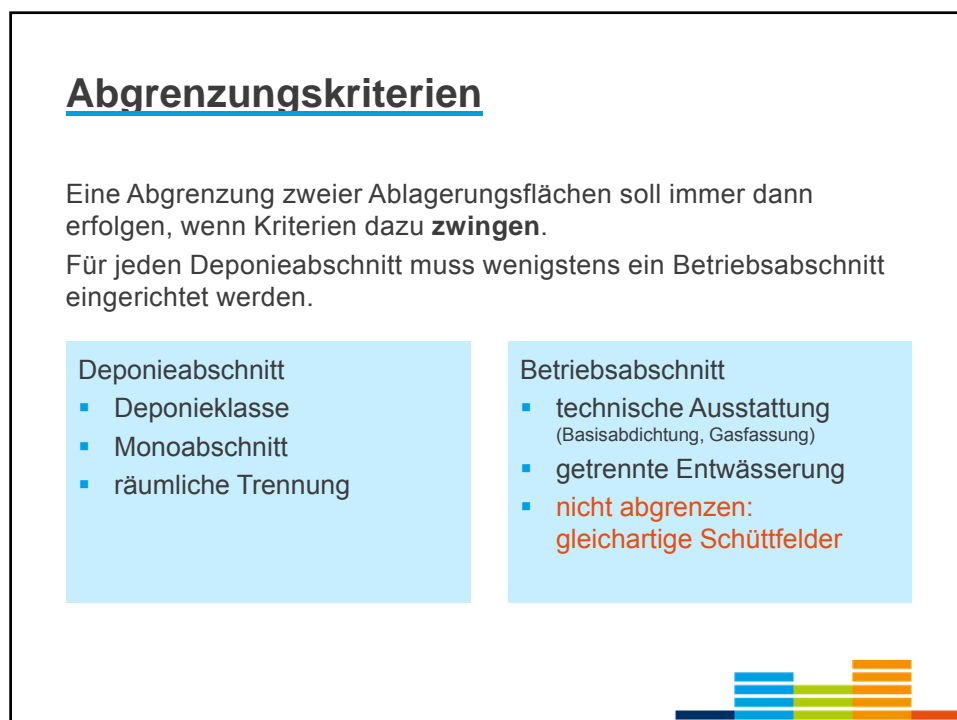 Abgrenzungskriterien
Eine Abgrenzung zweier Ablagerungsflächen soll immer dann
erfolgen, wenn Kriterien dazu zwingen.
Für jeden Deponieabschnitt muss wenigstens ein Betriebsabschnitt
eingerichtet werden.
Deponieabschnitt
▪ Deponieklasse
▪ Monoabschnitt
▪ räumliche Trennung
Betriebsabschnitt
▪ technische Ausstattung
(Basisabdichtung, Gasfassung)
▪ getrennte Entwässerung
▪ nicht abgrenzen:
gleichartige Schüttfelder